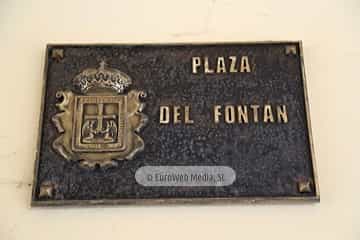 PLAZA
DEL FONTAN
© EuroWeb Media, SL